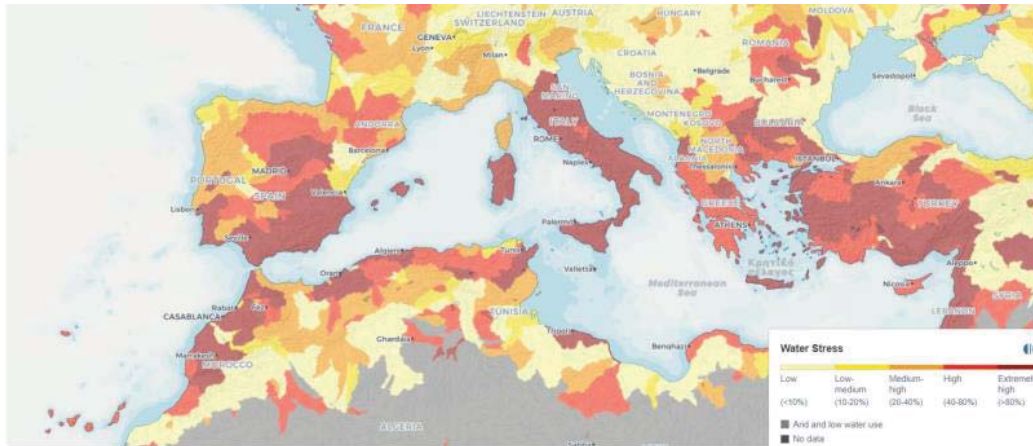 FRANCE
LIECHTENSTEIN
AUSTRIA
SWITZERLAND
HUNGARY
MOLDOVA
GENEVA
Lyon
Milan
CROATIA
ROMANIA
BOSNIA
AND
HERZEGOVINA
Belgrade
Bucharest
Sevastopol
SAN
MARINO
Black
Sea
ANDORRA
MONTENEGRO
KOSOVO
ITALY
ROME
NORTH
MACEDONIA
ISTANBUL
Barcelona
Naples
Thessaloniki
Ankara
MADRID
PORTUGAL
SPAIN
Valencia
GREECE
TURKEY
Lisbon
Palermo
ATHENS
Seville
Algiers
Tunis
Aleppo
Oran
Valletta
Κρητικό
πέλαγος
Mediterranean
Sea
Nicosia
SYRIA
Rabat
Fez
CASABLANCA
TUNISIA
LEBANON
Tripoli
Ghardaia
Benghazi
Marrakesh
MOROCCO
ALGERIA
Water Stress
Low
Low-
medium
Medium-
high
High
Extremel
high
(<10%)
(10-20%)
(20-40%)
(40-80%)
(>80%)
Arid and low water use
No data